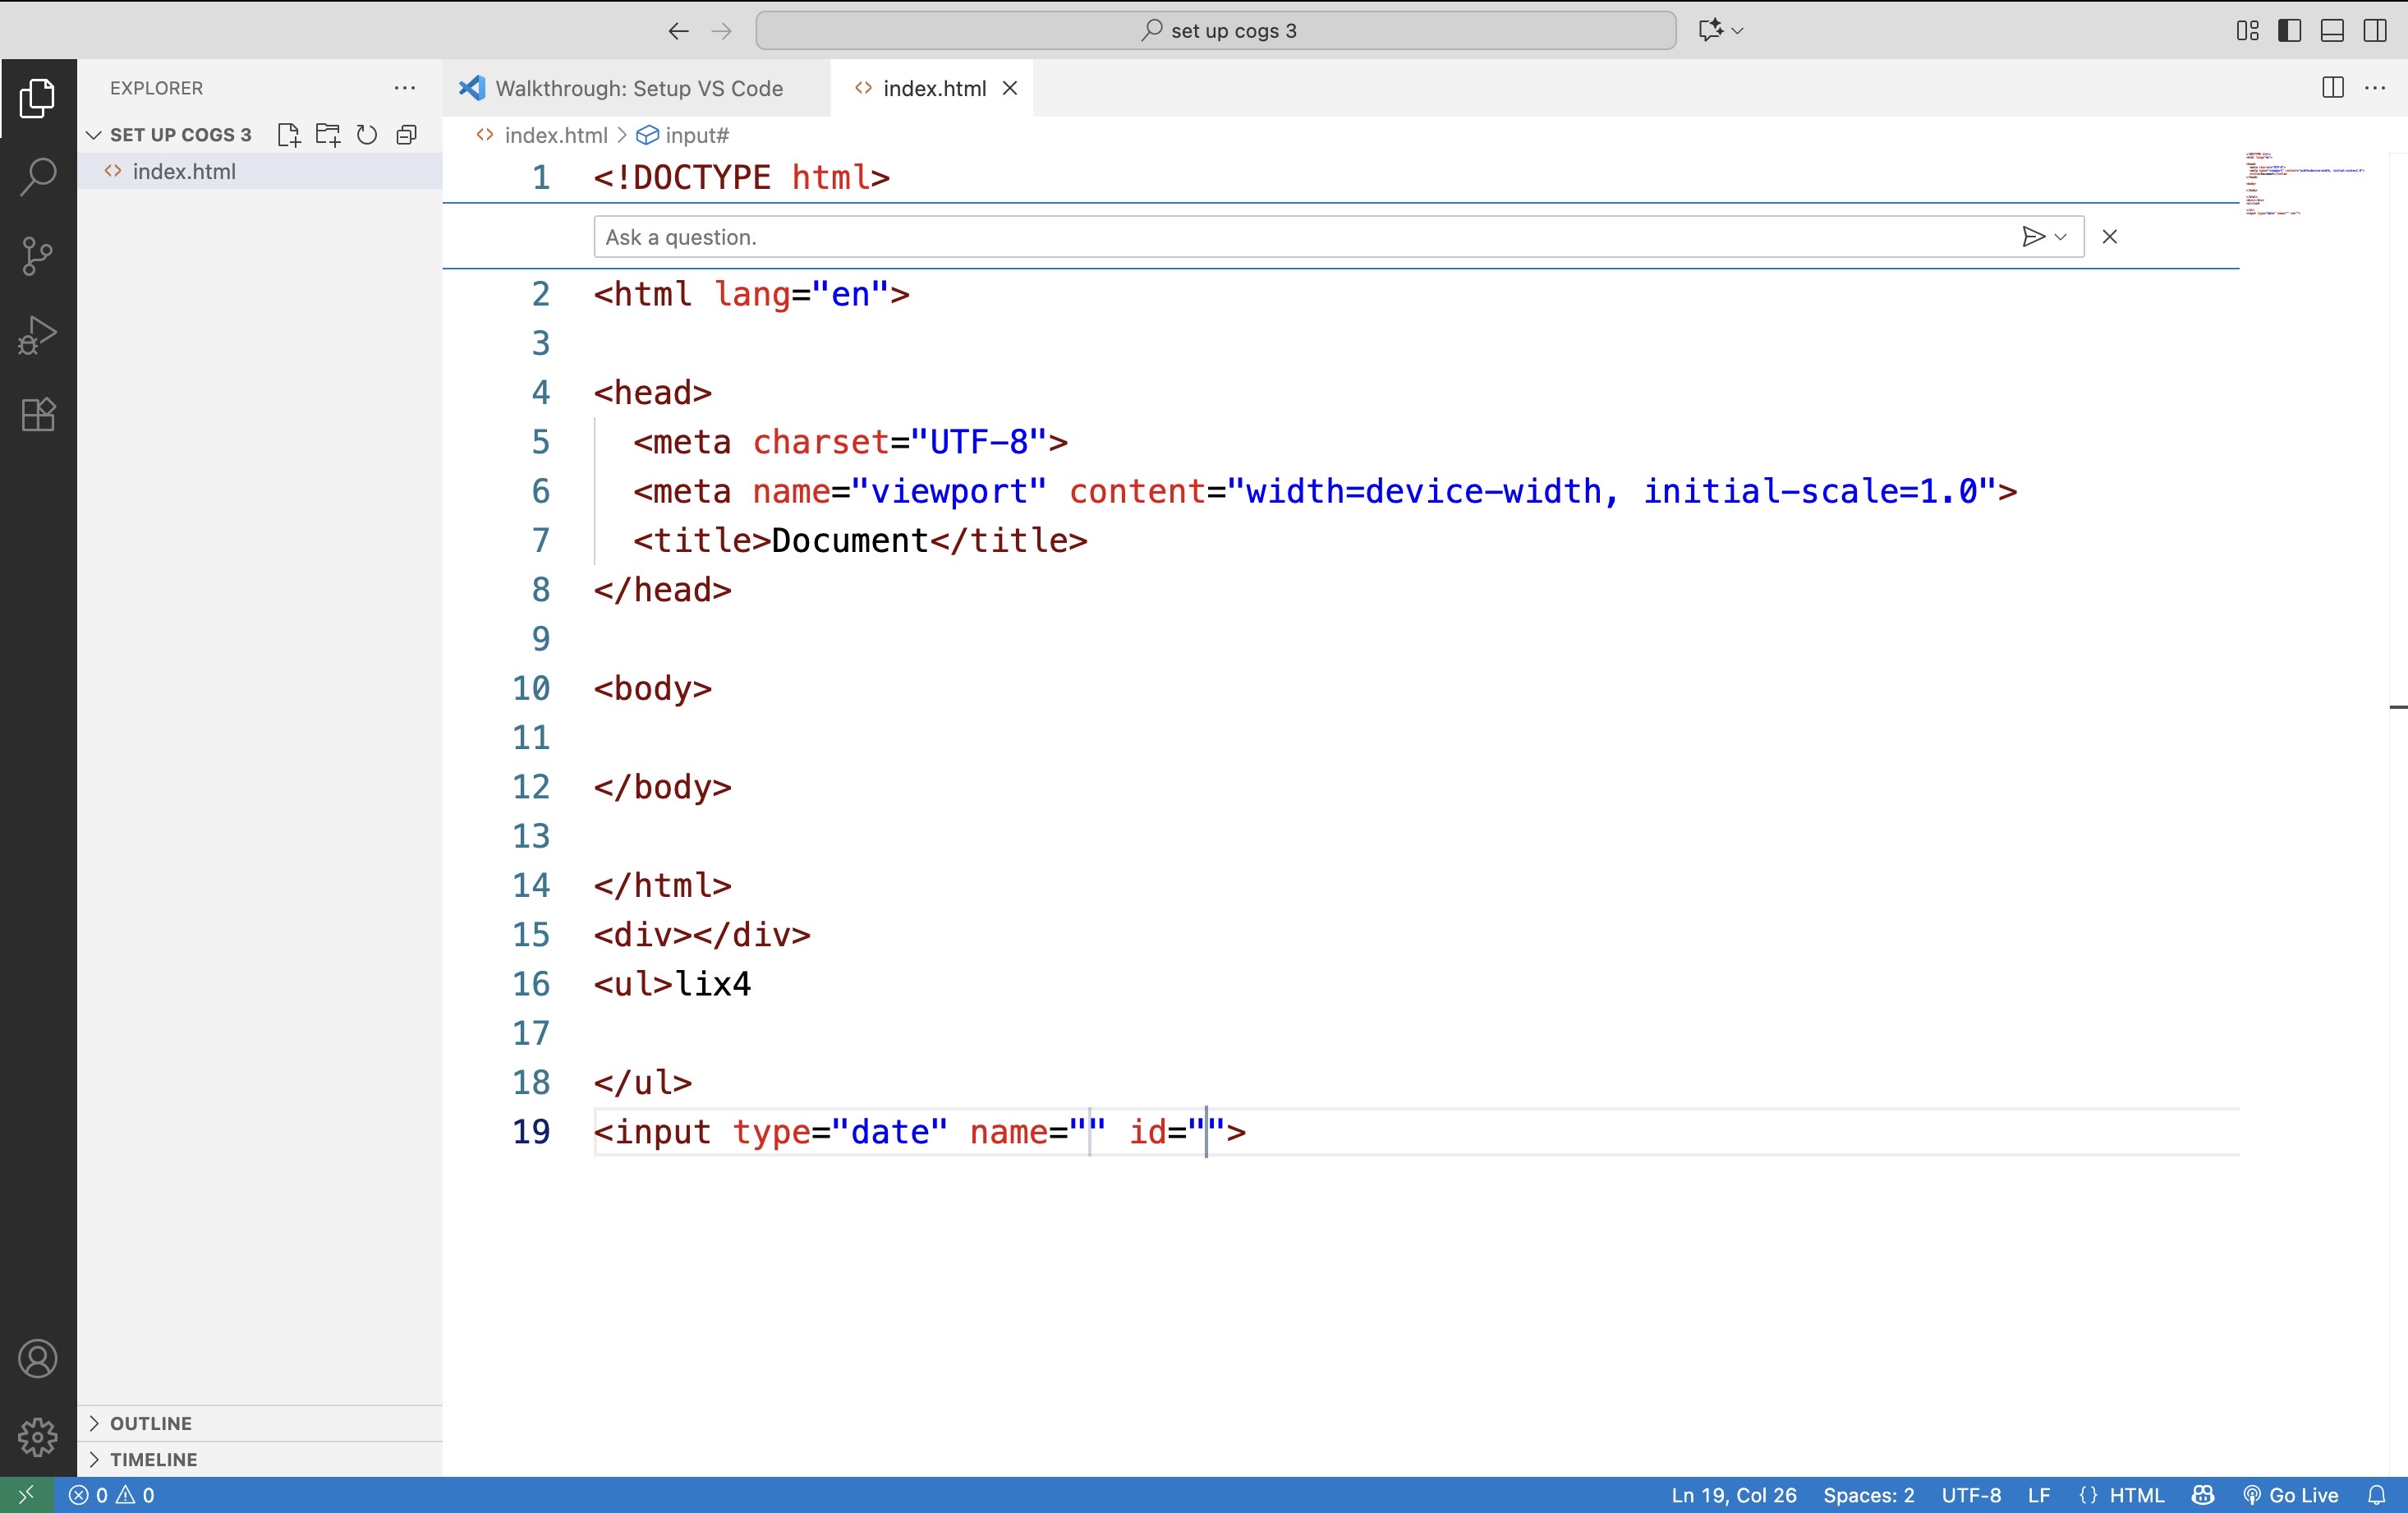 set up cogs 3
EXPLORER
SET UP COGS 3
index.html
OUTLINE
TIMELINE
Walkthrough: Setup VS Code
index.html
index.html > input#
1 <!DOCTYPE html>
Ask a question.
2 <html lang="en">
3
4 <head>
5 <meta charset="UTF-8">
6 <meta name="viewport" content="width=device-width, initial-scale=1.0">
7 <title>Document</title>
8 </head>
9
10 <body>
11
12 </body>
13
14 </html>
15 <div></div>
16 <ul>lix4
17
18 </ul>
19 <input type="date" name="" id="">
0 0 Ln 19, Col 26 Spaces: 2 UTF-8 LF {} HTML Go Live